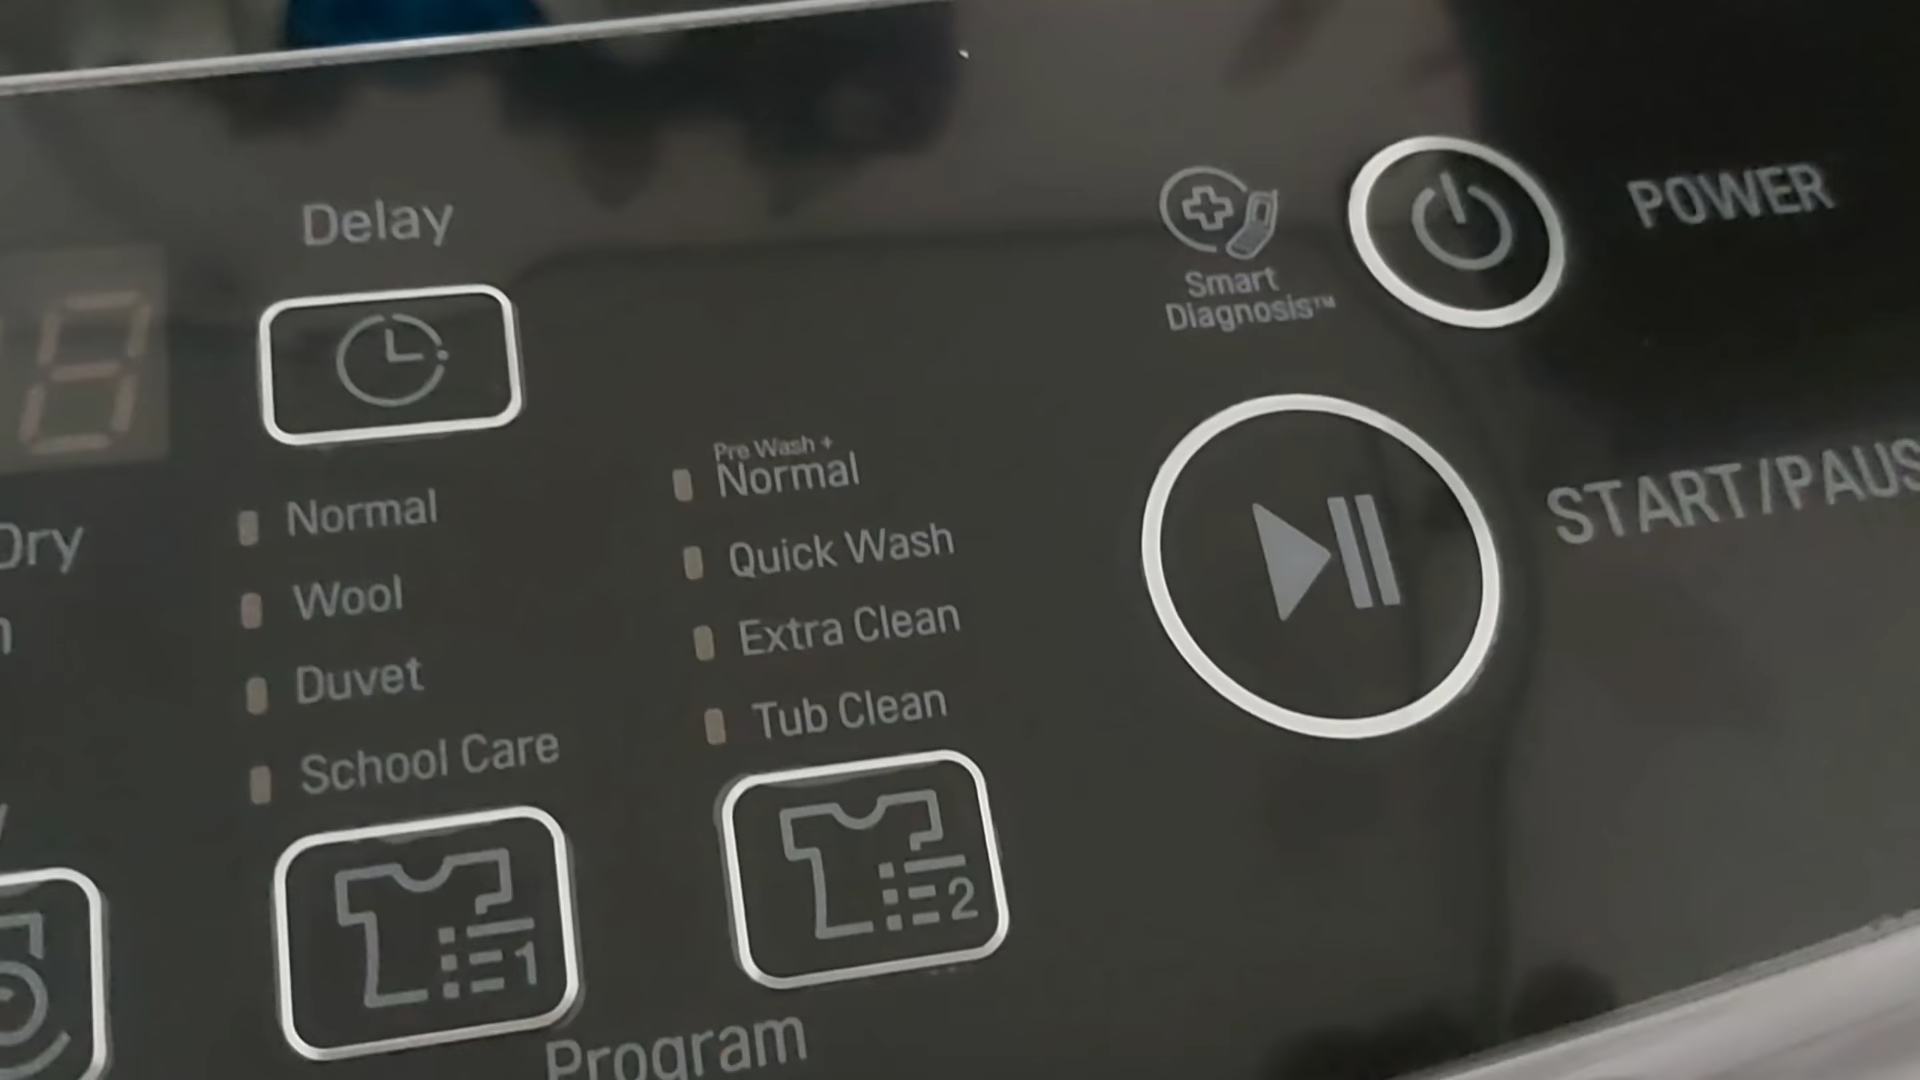 Delay
Smart
Diagnosis™
POWER
START/PAUS
Dry
Normal
Wool
Duvet
School Care
Pre Wash +
Normal
Quick Wash
Extra Clean
Tub Clean
1
2
Program